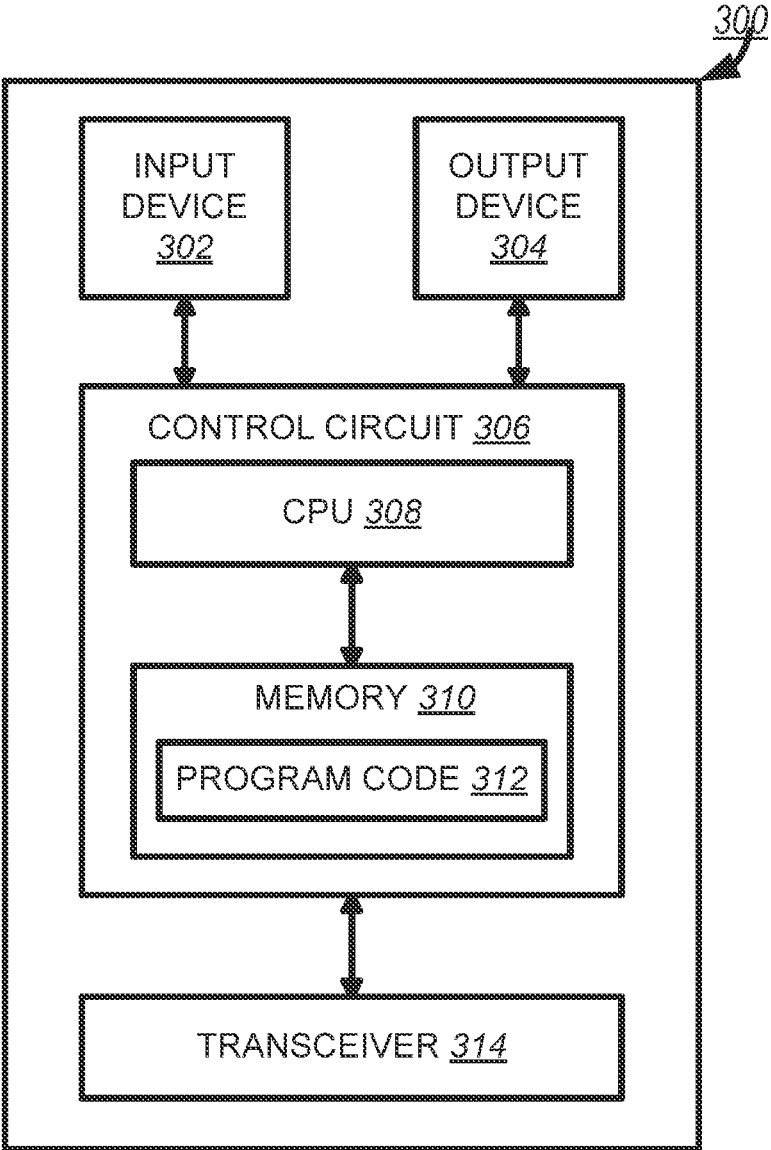 300
INPUT
DEVICE
302
OUTPUT
DEVICE
304
CONTROL CIRCUIT 306
CPU 308
MEMORY 310
PROGRAM CODE 312
TRANSCEIVER 314